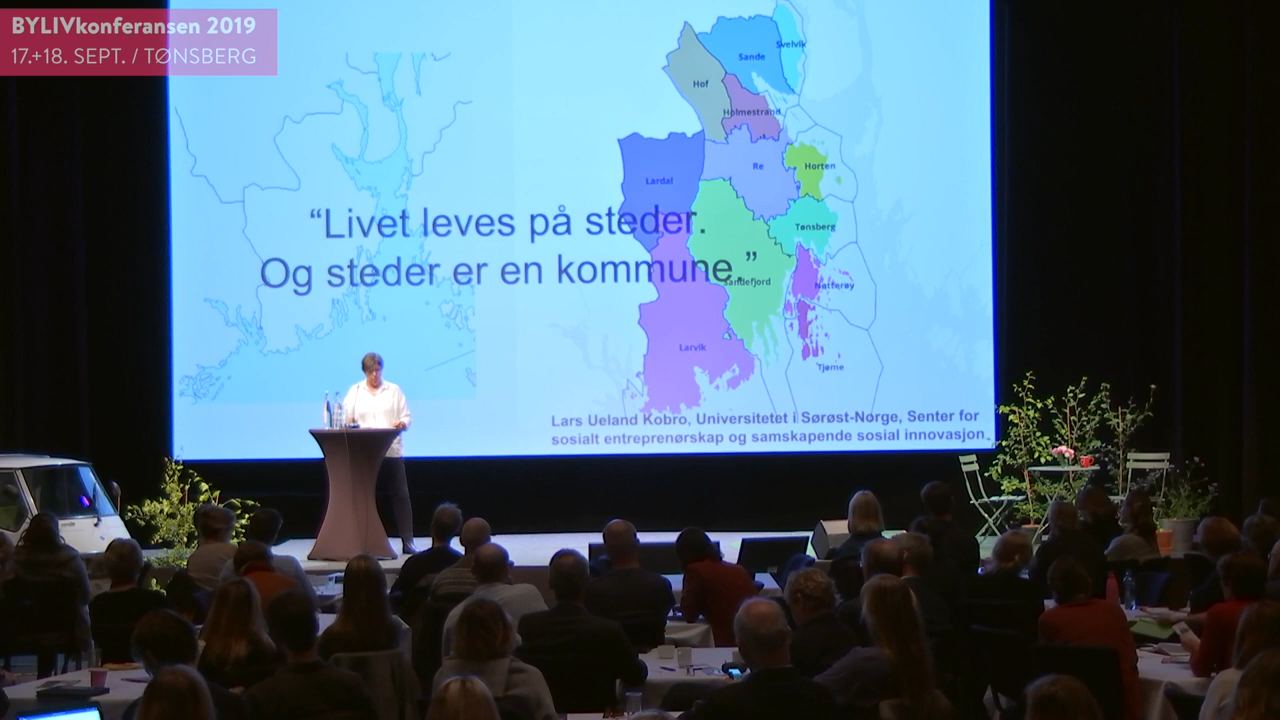 BYLIVkonferansen 2019
17.+18. SEPT. / TØNSBERG
Svelvik
Sande
Hof
Holmestrand
Re
Horten
Lardal
Tønsberg
“Livet leves på steder.
Og steder er en kommune.”
Sandefjord
Nøtterøy
Larvik
Tjøme
Lars Ueland Kobro, Universitetet i Sørøst-Norge, Senter for
sosialt entreprenørskap og samskapende sosial innovasjon.